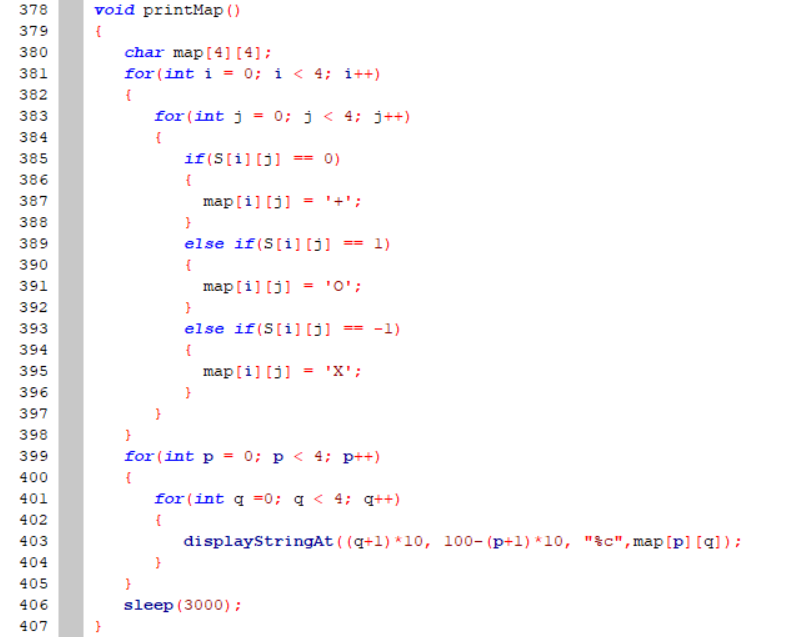 378 void printMap()
379 {
380 char map[4][4];
381 for(int i = 0; i < 4; i++)
382 {
383 for(int j = 0; j < 4; j++)
384 {
385 if(S[i][j] == 0)
386 {
387 map[i][j] = '+';
388 }
389 else if(S[i][j] == 1)
390 {
391 map[i][j] = 'O';
392 }
393 else if(S[i][j] == -1)
394 {
395 map[i][j] = 'X';
396 }
397 }
398 }
399 for(int p = 0; p < 4; p++)
400 {
401 for(int q =0; q < 4; q++)
402 {
403 displayStringAt((q+1)*10, 100-(p+1)*10, "%c",map[p][q]);
404 }
405 }
406 sleep(3000);
407 }